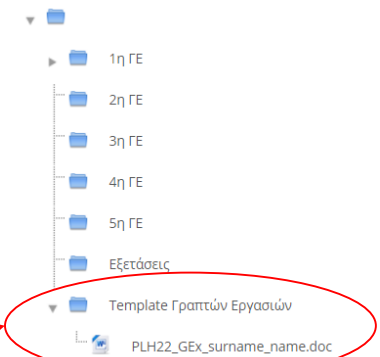 1η ΓΕ
2η ΓΕ
3η ΓΕ
4η ΓΕ
5η ΓΕ
Εξετάσεις
Template Γραπτών Εργασιών
PLH22_GEx_surname_name.doc